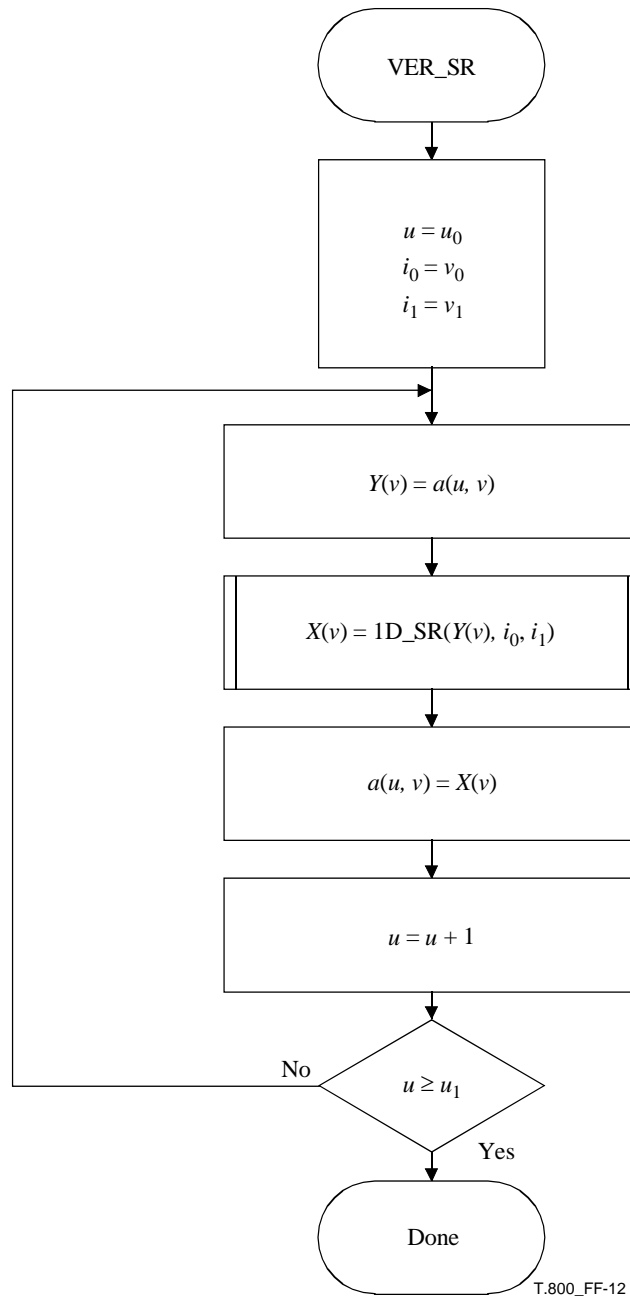 VER_SR
u = u₀
i₀ = v₀
i₁ = v₁
Y(v) = a(u, v)
X(v) = 1D_SR(Y(v), i₀, i₁)
a(u, v) = X(v)
u = u + 1
No
u ≥ u₁
Yes
Done
T.800_FF-12